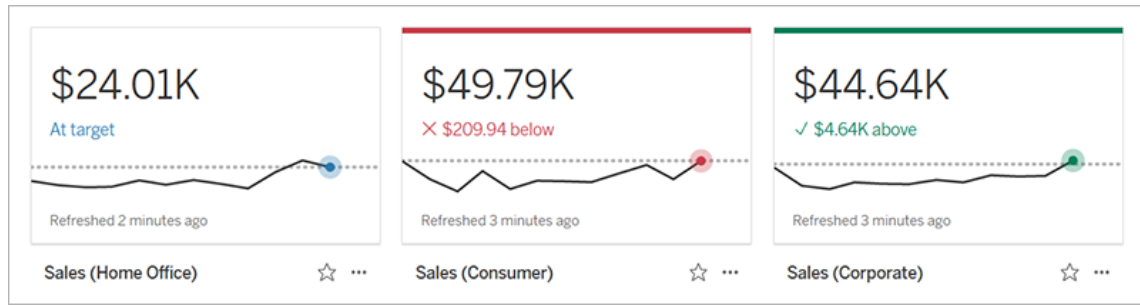 $24.01K
At target
Refreshed 2 minutes ago
Sales (Home Office)
$49.79K
$209.94 below
Refreshed 3 minutes ago
Sales (Consumer)
$44.64K
$4.64K above
Refreshed 3 minutes ago
Sales (Corporate)